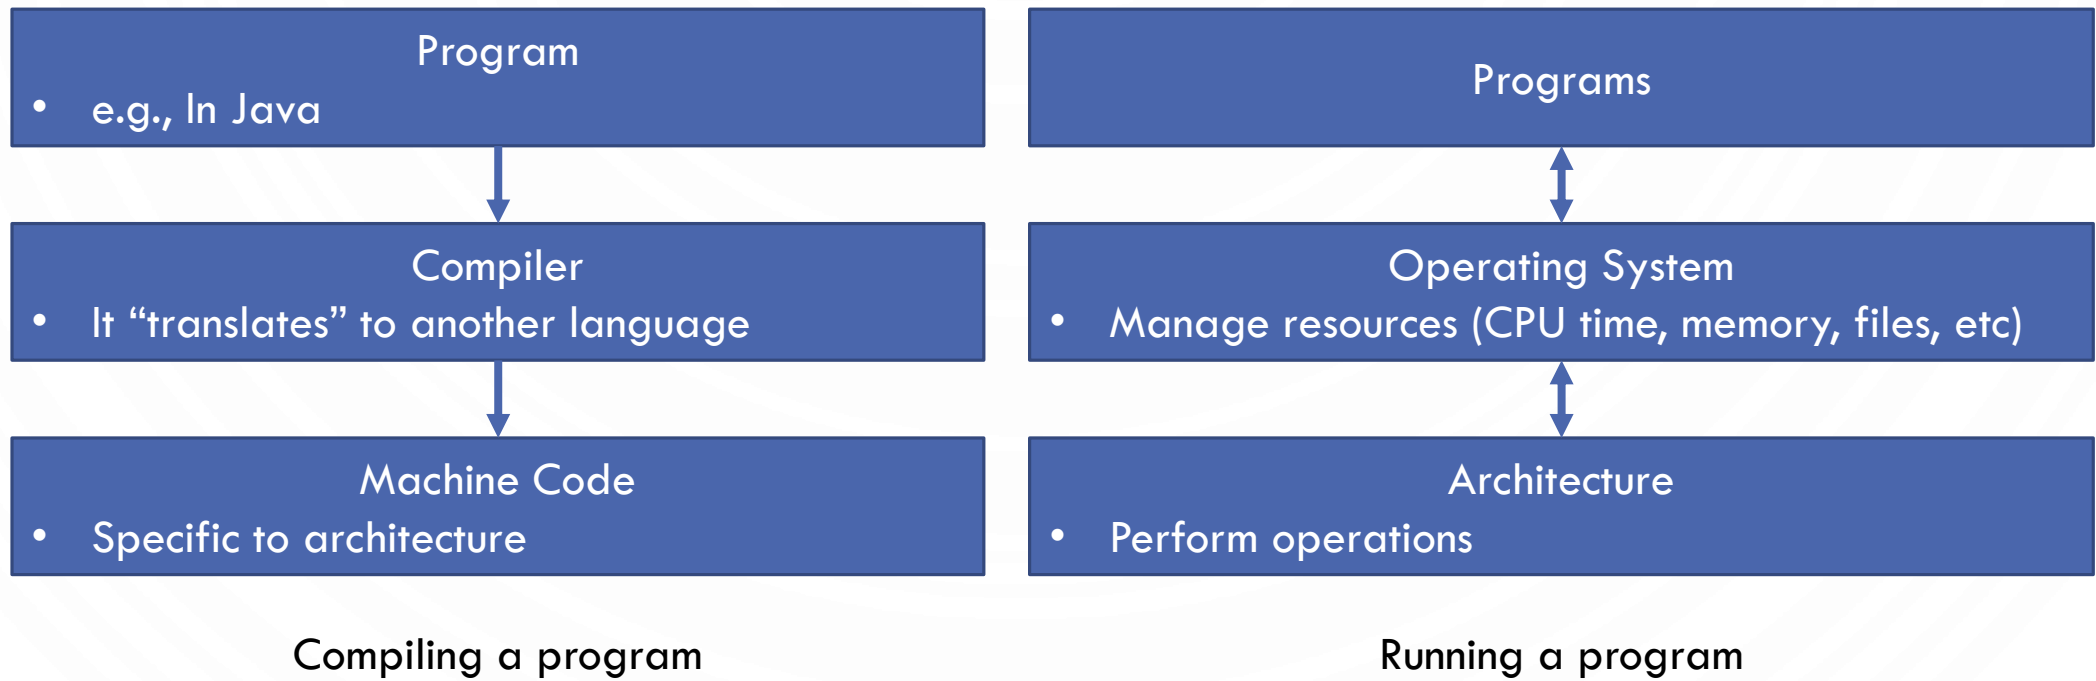 Program
• e.g., In Java
Compiler
• It “translates” to another language
Machine Code
• Specific to architecture
Compiling a program
Programs
Operating System
• Manage resources (CPU time, memory, files, etc)
Architecture
• Perform operations
Running a program